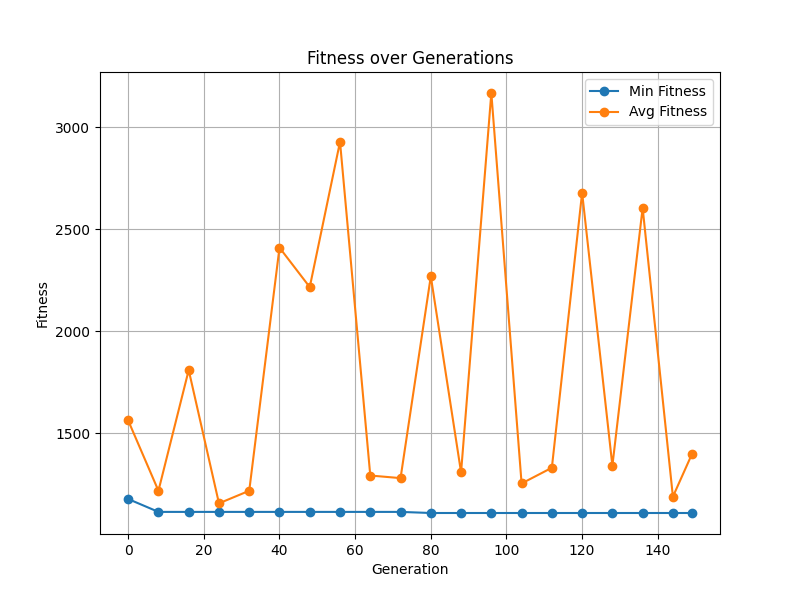 Fitness over Generations
Min Fitness
Avg Fitness
3000
2500
2000
1500
Fitness
0 20 40 60 80 100 120 140
Generation